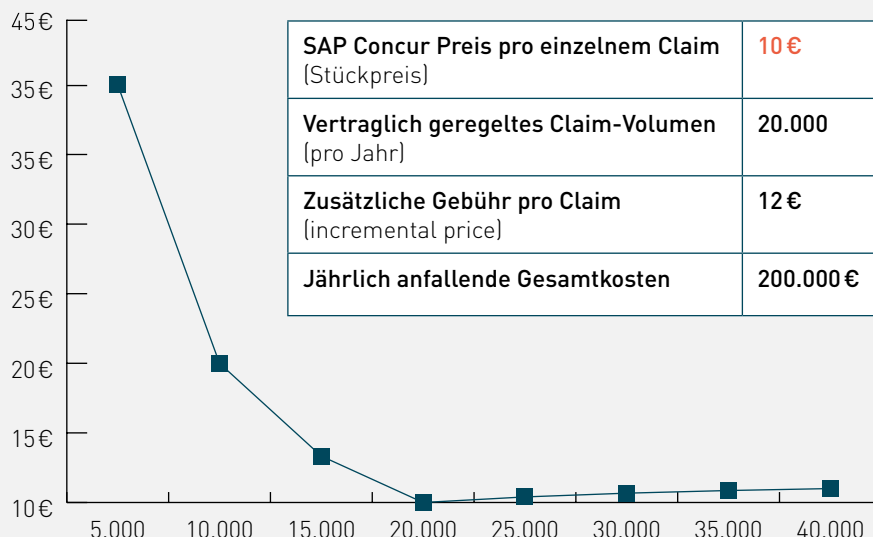 45 €
35 €
35 €
30 €
25 €
20 €
15 €
10 €
SAP Concur Preis pro einzelnem Claim
(Stückpreis)
10 €
Vertraglich geregeltes Claim-Volumen
(pro Jahr)
20.000
Zusätzliche Gebühr pro Claim
(incremental price)
12 €
Jährlich anfallende Gesamtkosten
200.000 €
5.000 10.000 15.000 20.000 25.000 30.000 35.000 40.000